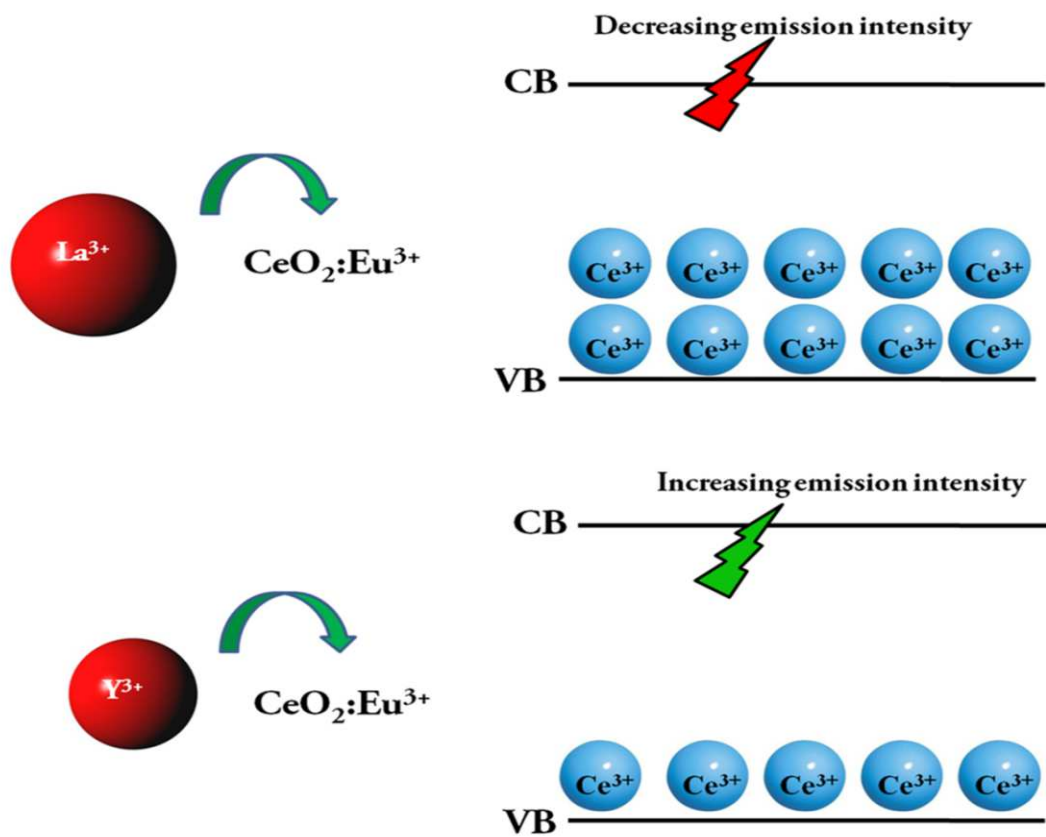 Decreasing emission intensity
CB
La³⁺
CeO₂:Eu³⁺
Ce³⁺ Ce³⁺ Ce³⁺ Ce³⁺ Ce³⁺
Ce³⁺ Ce³⁺ Ce³⁺ Ce³⁺ Ce³⁺
VB
Increasing emission intensity
CB
Y³⁺
CeO₂:Eu³⁺
Ce³⁺ Ce³⁺ Ce³⁺ Ce³⁺ Ce³⁺
VB